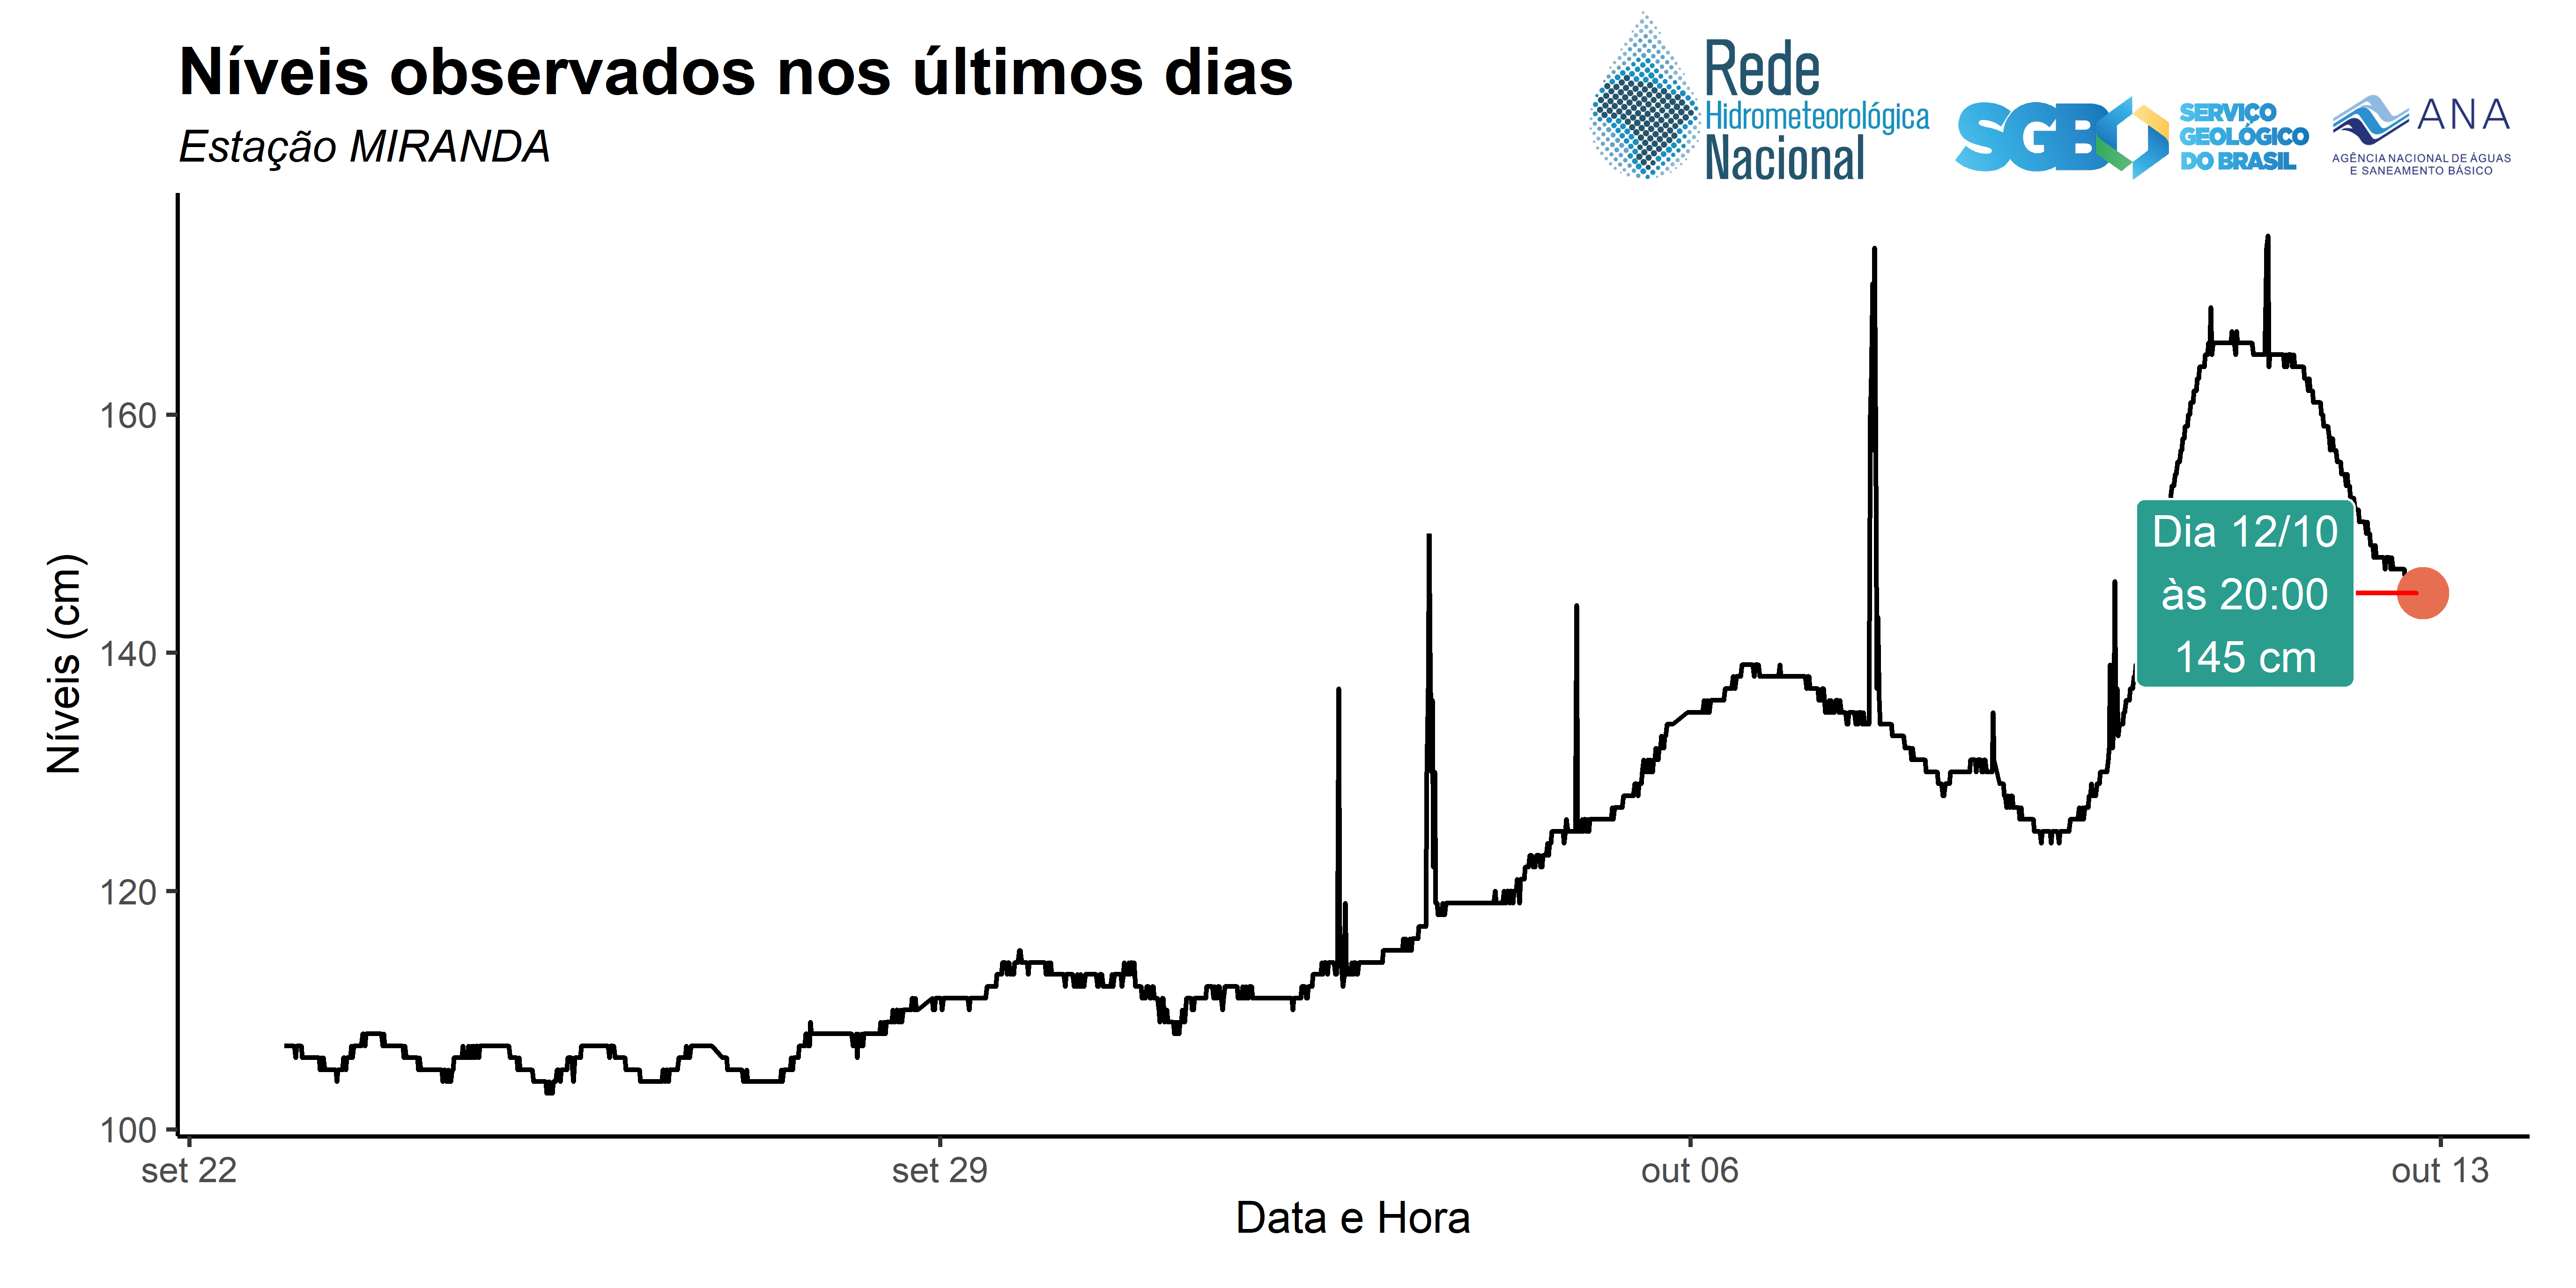 Níveis observados nos últimos dias
Estação MIRANDA
Rede
Hidrometeorológica
Nacional
SGB
SERVIÇO
GEOLÓGICO
DO BRASIL
ANA
AGÊNCIA NACIONAL DE ÁGUAS
E SANEAMENTO BÁSICO
Níveis (cm)
160
140
120
100
Dia 12/10
às 20:00
145 cm
set 22
set 29
out 06
out 13
Data e Hora